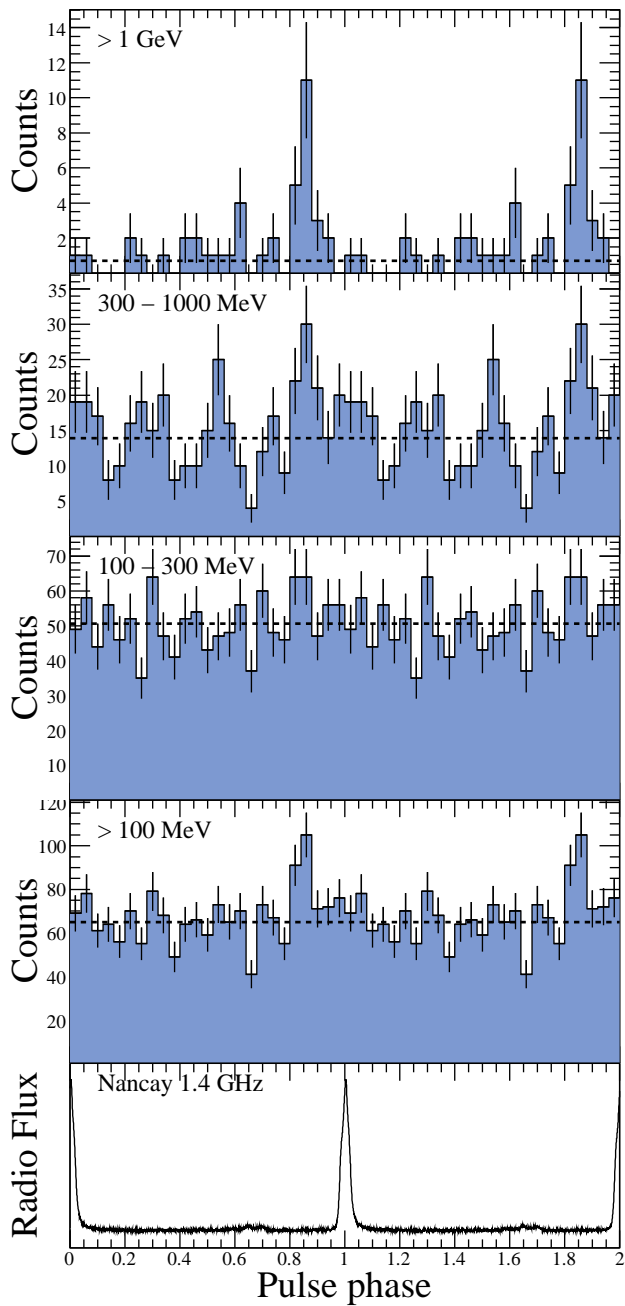 > 1 GeV
Counts
14
12
10
8
6
4
2
300 – 1000 MeV
Counts
35
30
25
20
15
10
5
100 – 300 MeV
Counts
70
60
50
40
30
20
10
> 100 MeV
Counts
120
100
80
60
40
20
Nancay 1.4 GHz
Radio Flux
0 0.2 0.4 0.6 0.8 1 1.2 1.4 1.6 1.8 2
Pulse phase